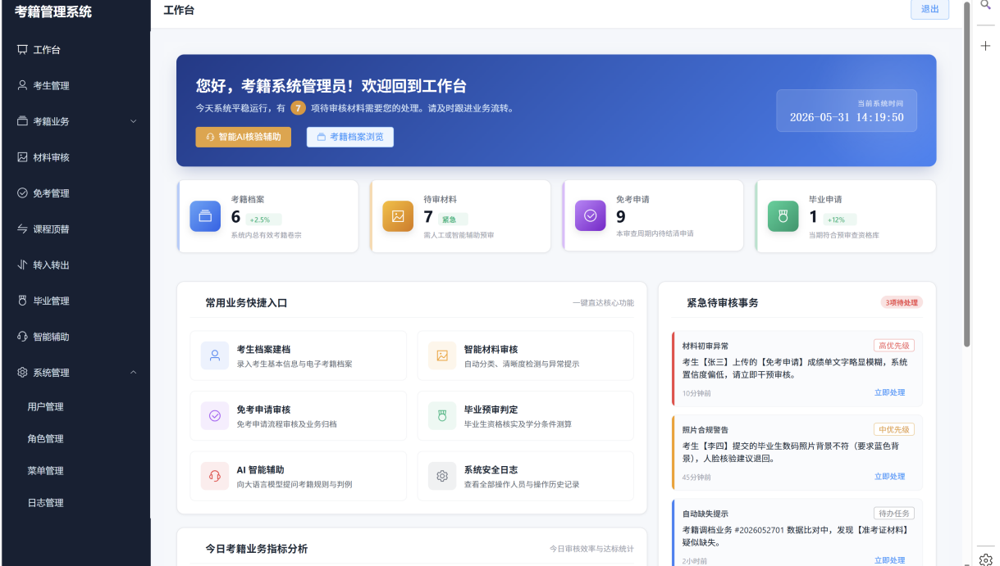 考籍管理系统
工作台
退出
工作台
考生管理
考籍业务
材料审核
免考管理
课程顶替
转入转出
毕业管理
智能辅助
系统管理
用户管理
角色管理
菜单管理
日志管理
您好，考籍系统管理员！欢迎回到工作台
今天系统平稳运行，有 7 项待审核材料需要您的处理。请及时跟进业务流转。
智能AI核验辅助
考籍档案浏览
当前系统时间
2026-05-31 14:19:50
考籍档案
6 +2.5%
系统内总有效考籍卷宗
待审材料
7 紧急
需人工或智能辅助预审
免考申请
9
本审查周期内待结清申请
毕业申请
1 +12%
当期符合预审查资格库
常用业务快捷入口
一键直达核心功能
考生档案建档
录入考生基本信息与电子考籍档案
智能材料审核
自动分类、清晰度检测与异常提示
免考申请审核
免考申请流程审核及业务归档
毕业预审判定
毕业生资格核实及学分条件测算
AI 智能辅助
向大语言模型提问考籍规则与判例
系统安全日志
查看全部操作人员与操作历史记录
今日考籍业务指标分析
今日审核效率与达标统计
紧急待审核事务
3项待处理
材料初审异常
高优先级
考生【张三】上传的【免考申请】成绩单文字略显模糊，系统
置信度偏低，请立即干预审核。
10分钟前
立即处理
照片合规警告
中优先级
考生【李四】提交的毕业生数码照片背景不符（要求蓝色背
景），人脸核验建议退回。
45分钟前
立即处理
自动缺失提示
待办任务
考籍调档业务 #2026052701 数据比对中，发现【准考证材料】
疑似缺失。
2小时前
立即处理